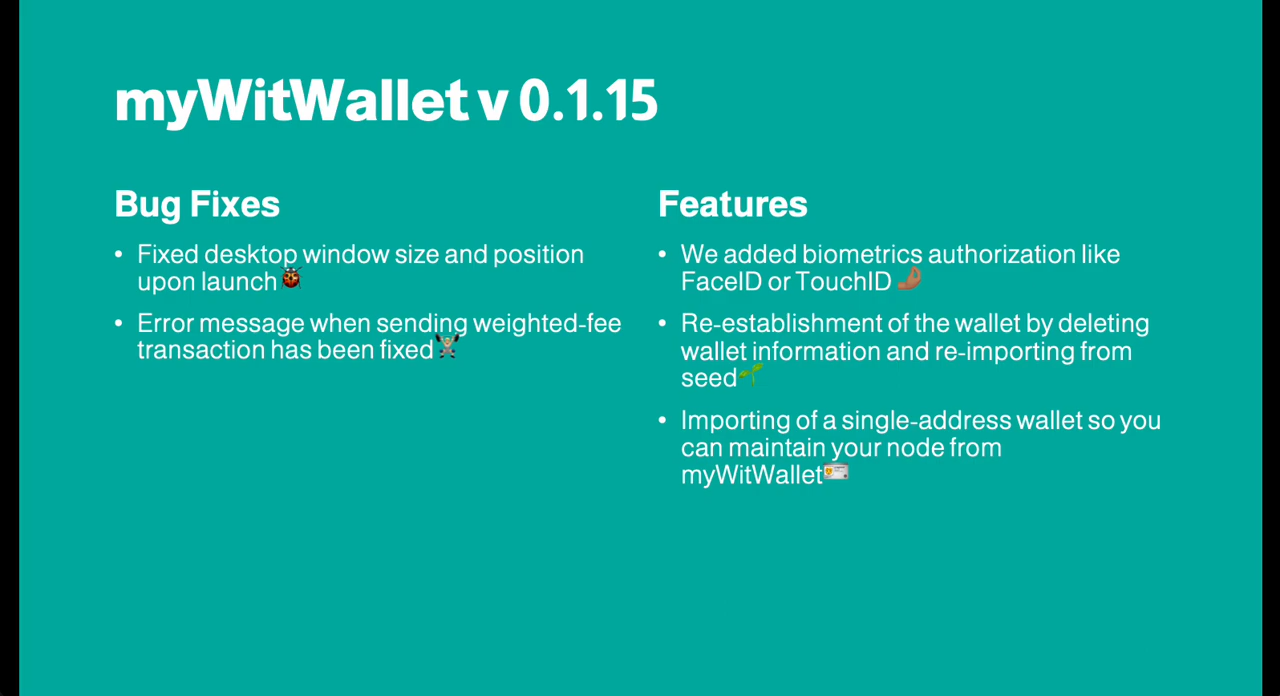 myWitWallet v 0.1.15
Bug Fixes
• Fixed desktop window size and position
upon launch🐞
• Error message when sending weighted-fee
transaction has been fixed🏋
Features
• We added biometrics authorization like
FaceID or TouchID 🤌🏽
• Re-establishment of the wallet by deleting
wallet information and re-importing from
seed🌱
• Importing of a single-address wallet so you
can maintain your node from
myWitWallet🪪